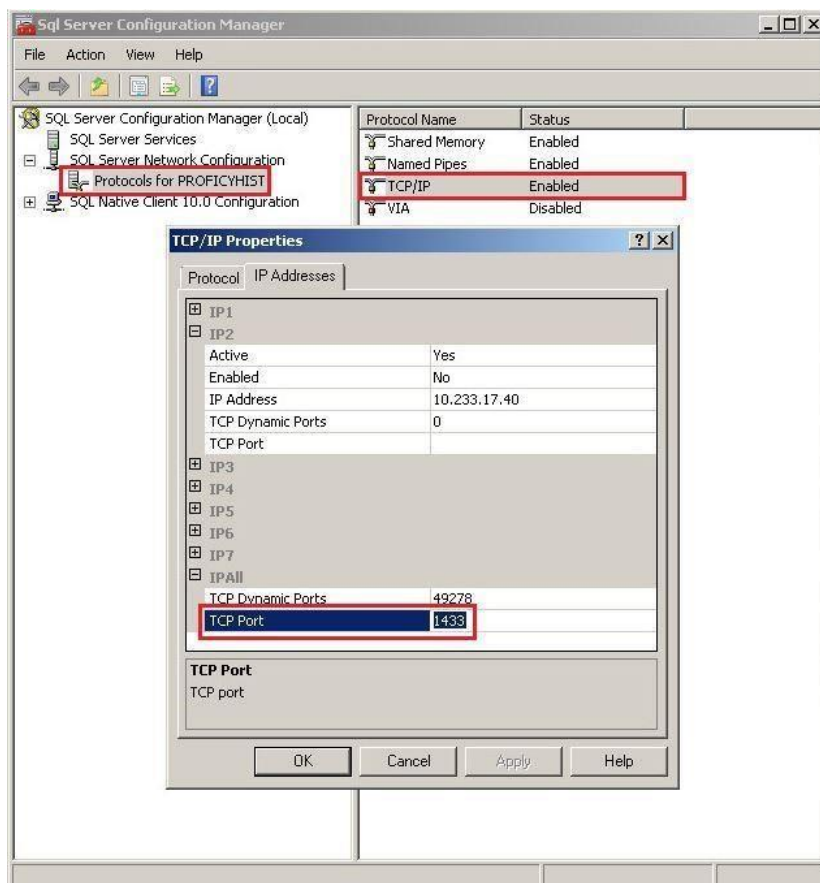 Sql Server Configuration Manager
File Action View Help
SQL Server Configuration Manager (Local)
SQL Server Services
SQL Server Network Configuration
Protocols for PROFICYHIST
SQL Native Client 10.0 Configuration
Protocol Name Status
Shared Memory Enabled
Named Pipes Enabled
TCP/IP Enabled
VIA Disabled
TCP/IP Properties
Protocol IP Addresses
IP1
IP2
Active Yes
Enabled No
IP Address 10.233.17.40
TCP Dynamic Ports 0
TCP Port
IP3
IP4
IP5
IP6
IP7
IPAll
TCP Dynamic Ports 49278
TCP Port 1433
TCP Port
TCP port
OK Cancel Apply Help